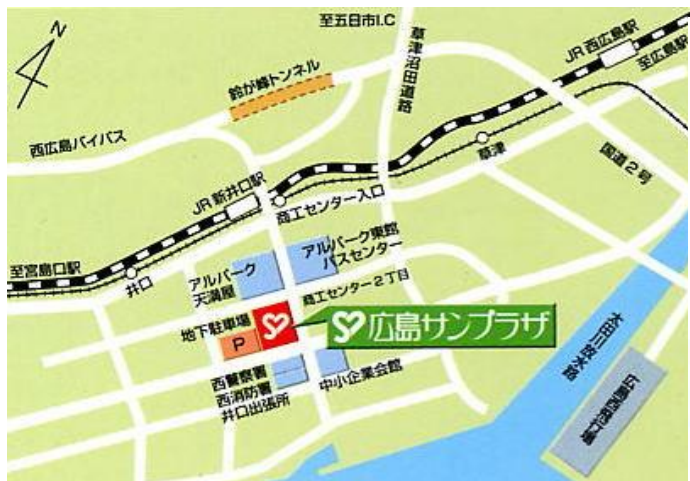 N
至五日市I.C
草津沼田道路
JR西広島駅
至広島駅
鈴が峰トンネル
西広島バイパス
草津
国道2号
JR新井口駅
商工センター入口
至宮島口駅
井口
アルパーク東館
バスセンター
アルパーク
天満屋
商工センター2丁目
地下駐車場
P
広島サンプラザ
西警察署
西消防署
井口出張所
中小企業会館
太田川放水路
広島西飛行場